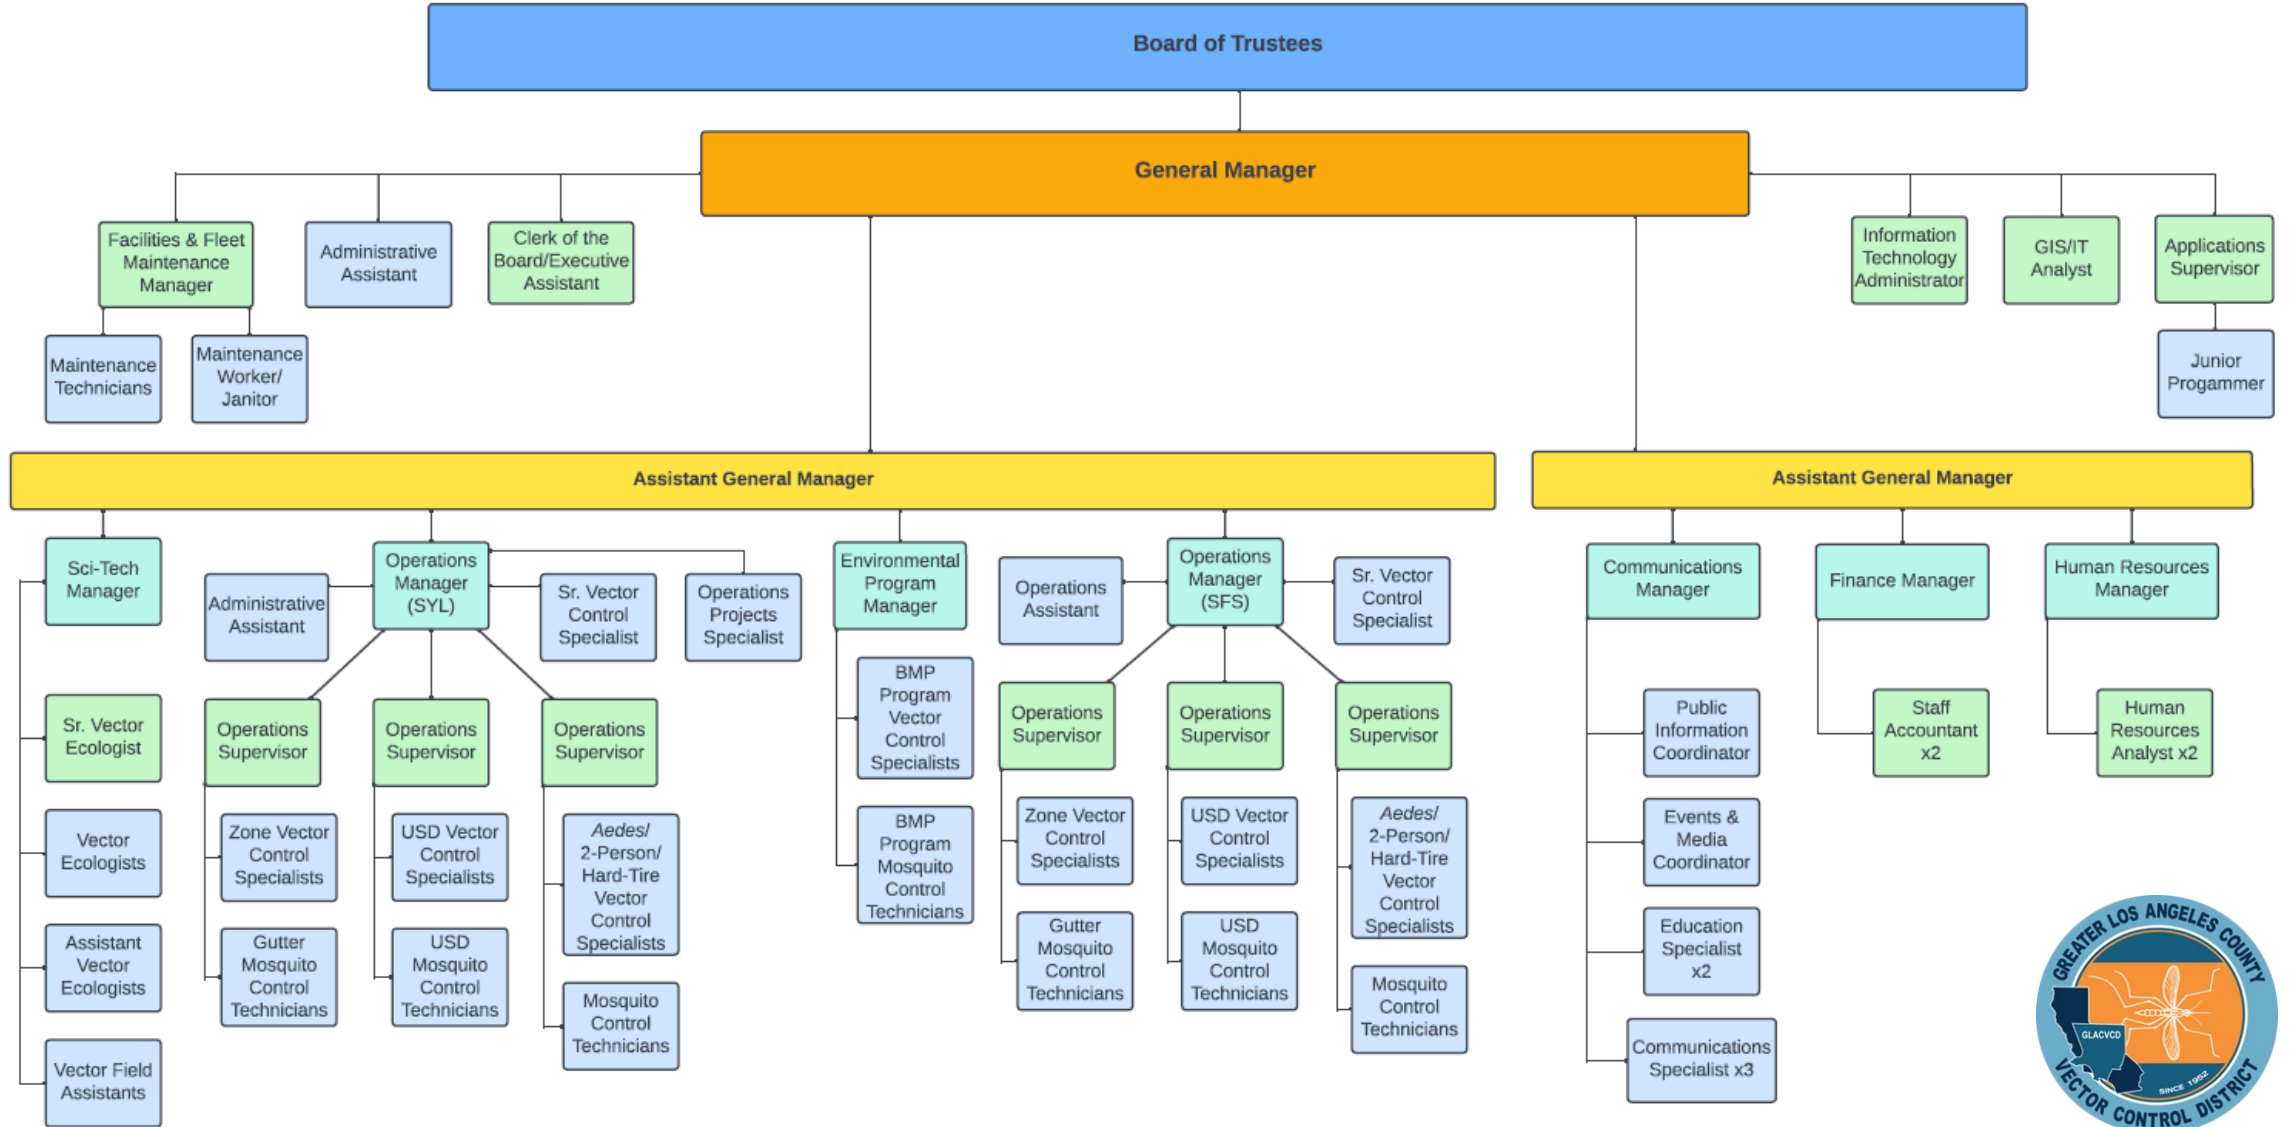 Board of Trustees
General Manager
Facilities & Fleet
Maintenance
Manager
Administrative
Assistant
Clerk of the
Board/Executive
Assistant
Information
Technology
Administrator
GIS/IT
Analyst
Applications
Supervisor
Maintenance
Technicians
Maintenance
Worker/
Janitor
Junior
Progammer
Assistant General Manager
Assistant General Manager
Sci-Tech
Manager
Administrative
Assistant
Operations
Manager
(SYL)
Sr. Vector
Control
Specialist
Operations
Projects
Specialist
Environmental
Program
Manager
Operations
Assistant
Operations
Manager
(SFS)
Sr. Vector
Control
Specialist
Communications
Manager
Finance Manager
Human Resources
Manager
Sr. Vector
Ecologist
Vector
Ecologists
Assistant
Vector
Ecologists
Vector Field
Assistants
Operations
Supervisor
Zone Vector
Control
Specialists
Gutter
Mosquito
Control
Technicians
Operations
Supervisor
USD Vector
Control
Specialists
USD
Mosquito
Control
Technicians
Operations
Supervisor
Aedes/
2-Person/
Hard-Tire
Vector
Control
Specialists
Mosquito
Control
Technicians
BMP
Program
Vector
Control
Specialists
BMP
Program
Mosquito
Control
Technicians
Operations
Supervisor
Zone Vector
Control
Specialists
Gutter
Mosquito
Control
Technicians
Operations
Supervisor
USD Vector
Control
Specialists
USD
Mosquito
Control
Technicians
Operations
Supervisor
Aedes/
2-Person/
Hard-Tire
Vector
Control
Specialists
Mosquito
Control
Technicians
Public
Information
Coordinator
Events &
Media
Coordinator
Education
Specialist
x2
Communications
Specialist x3
Staff
Accountant
x2
Human
Resources
Analyst x2
GREATER LOS ANGELES COUNTY
GLACVCD
SINCE 1952
VECTOR CONTROL DISTRICT